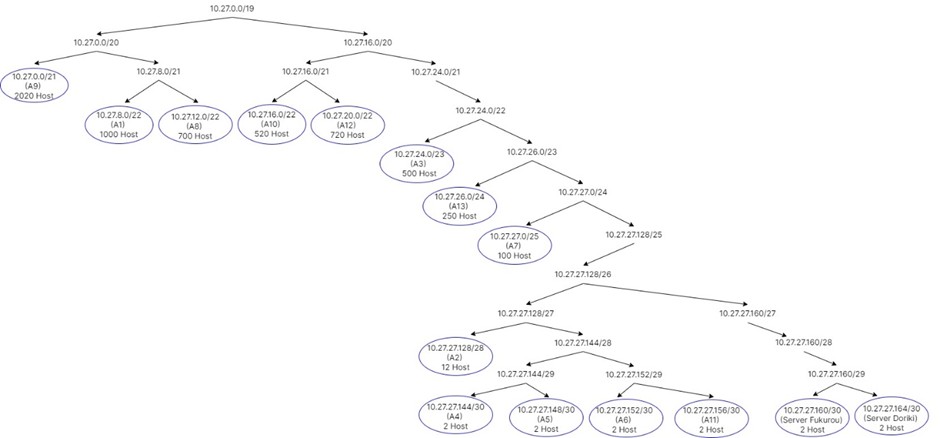 10.27.0.0/19
10.27.0.0/20
10.27.16.0/20
10.27.0.0/21
(A9)
2020 Host
10.27.8.0/21
10.27.16.0/21
10.27.24.0/21
10.27.8.0/22
(A1)
1000 Host
10.27.12.0/22
(A8)
700 Host
10.27.16.0/22
(A10)
520 Host
10.27.20.0/22
(A12)
720 Host
10.27.24.0/22
10.27.24.0/23
(A3)
500 Host
10.27.26.0/23
10.27.26.0/24
(A13)
250 Host
10.27.27.0/24
10.27.27.0/25
(A7)
100 Host
10.27.27.128/25
10.27.27.128/26
10.27.27.128/27
10.27.27.160/27
10.27.27.128/28
(A2)
12 Host
10.27.27.144/28
10.27.27.160/28
10.27.27.144/29
10.27.27.152/29
10.27.27.160/29
10.27.27.144/30
(A4)
2 Host
10.27.27.148/30
(A5)
2 Host
10.27.27.152/30
(A6)
2 Host
10.27.27.156/30
(A11)
2 Host
10.27.27.160/30
(Server Fukurou)
2 Host
10.27.27.164/30
(Server Doriki)
2 Host